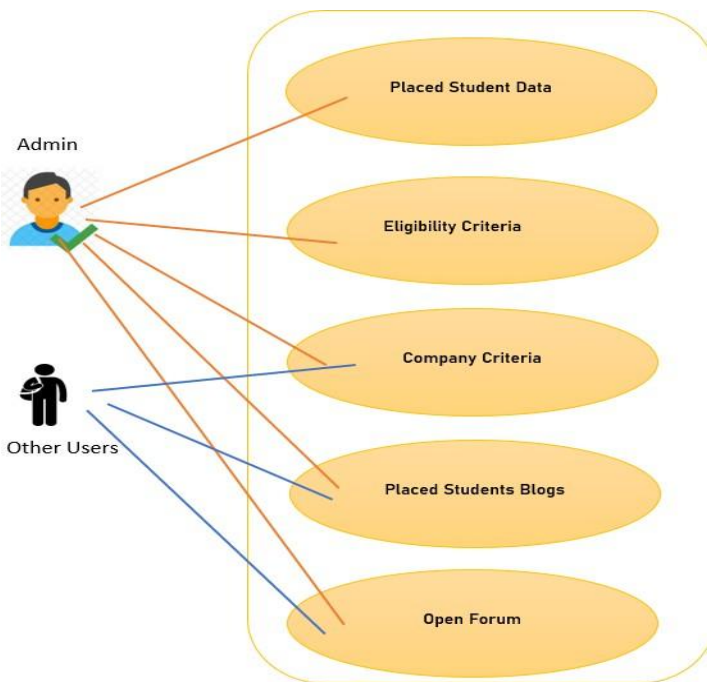 Placed Student Data
Admin
Eligibility Criteria
Company Criteria
Other Users
Placed Students Blogs
Open Forum